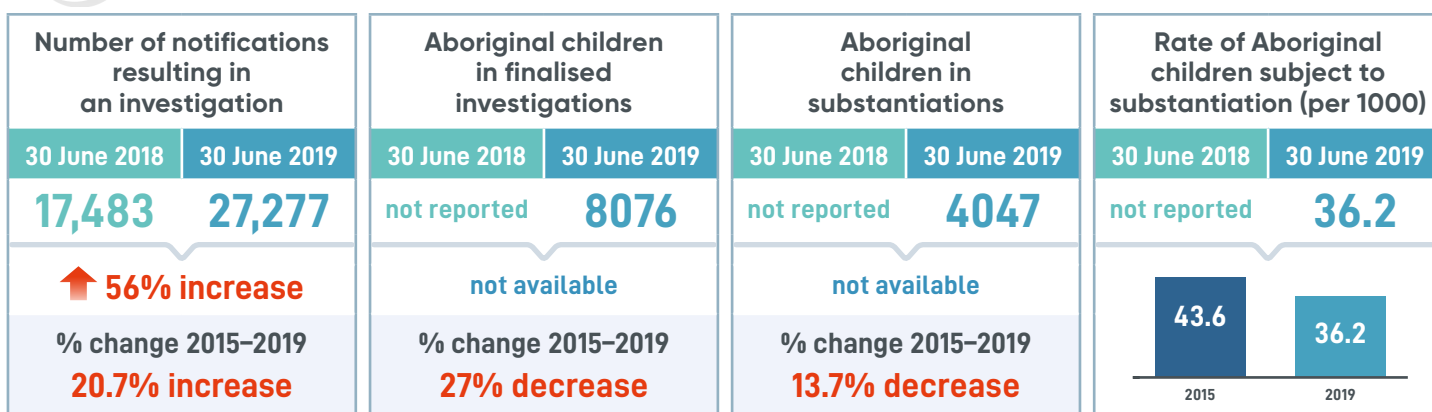 Number of notifications
resulting in
an investigation
30 June 2018 30 June 2019
17,483 27,277
56% increase
% change 2015–2019
20.7% increase
Aboriginal children
in finalised
investigations
30 June 2018 30 June 2019
not reported 8076
not available
% change 2015–2019
27% decrease
Aboriginal
children in
substantiations
30 June 2018 30 June 2019
not reported 4047
not available
% change 2015–2019
13.7% decrease
Rate of Aboriginal
children subject to
substantiation (per 1000)
30 June 2018 30 June 2019
not reported 36.2
43.6 36.2
2015 2019